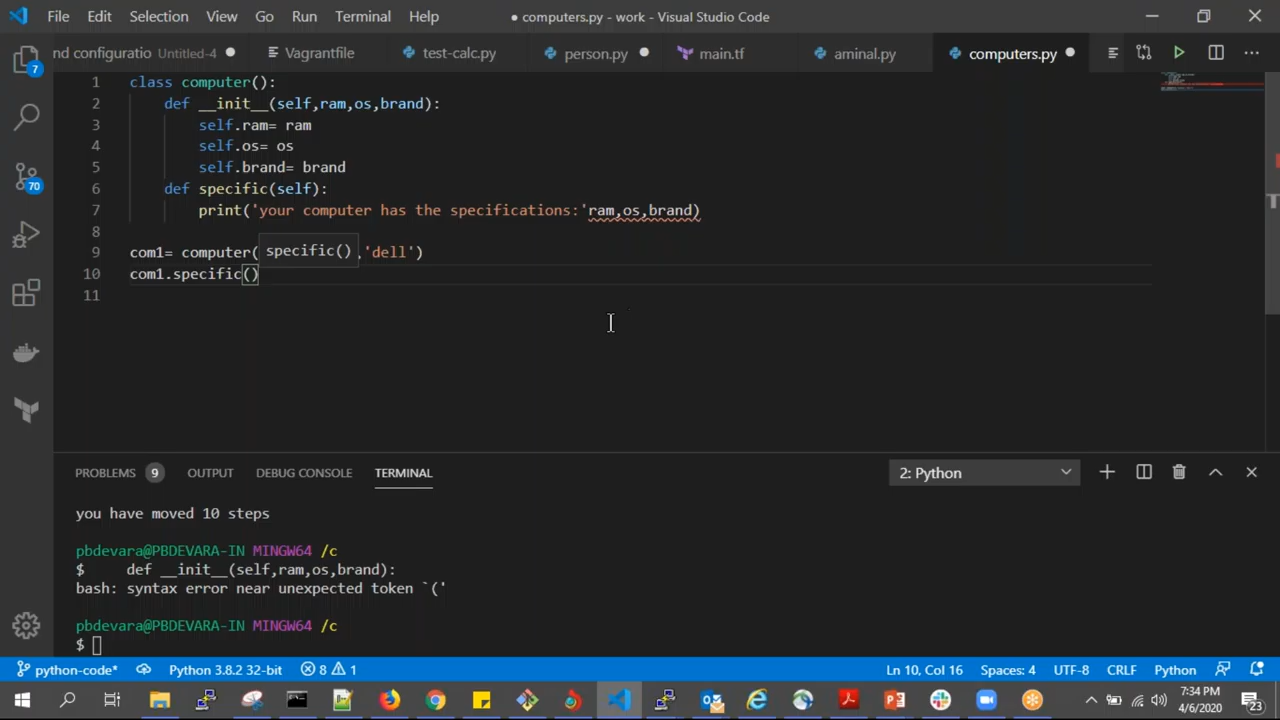 File Edit Selection View Go Run Terminal Help ● computers.py - work - Visual Studio Code
nd configuratio Untitled-4 Vagrantfile test-calc.py person.py main.tf aminal.py computers.py
1 class computer():
2 def __init__(self,ram,os,brand):
3 self.ram= ram
4 self.os= os
5 self.brand= brand
6 def specific(self):
7 print('your computer has the specifications:'ram,os,brand)
8
9 com1= computer( specific() ,'dell')
10 com1.specific()
11
PROBLEMS 9 OUTPUT DEBUG CONSOLE TERMINAL 2: Python
you have moved 10 steps
pbdevara@PBDEVARA-IN MINGW64 /c
$ def __init__(self,ram,os,brand):
bash: syntax error near unexpected token `('
pbdevara@PBDEVARA-IN MINGW64 /c
$
python-code* Python 3.8.2 32-bit 8 1 Ln 10, Col 16 Spaces: 4 UTF-8 CRLF Python
7:34 PM
4/6/2020
7
70
23